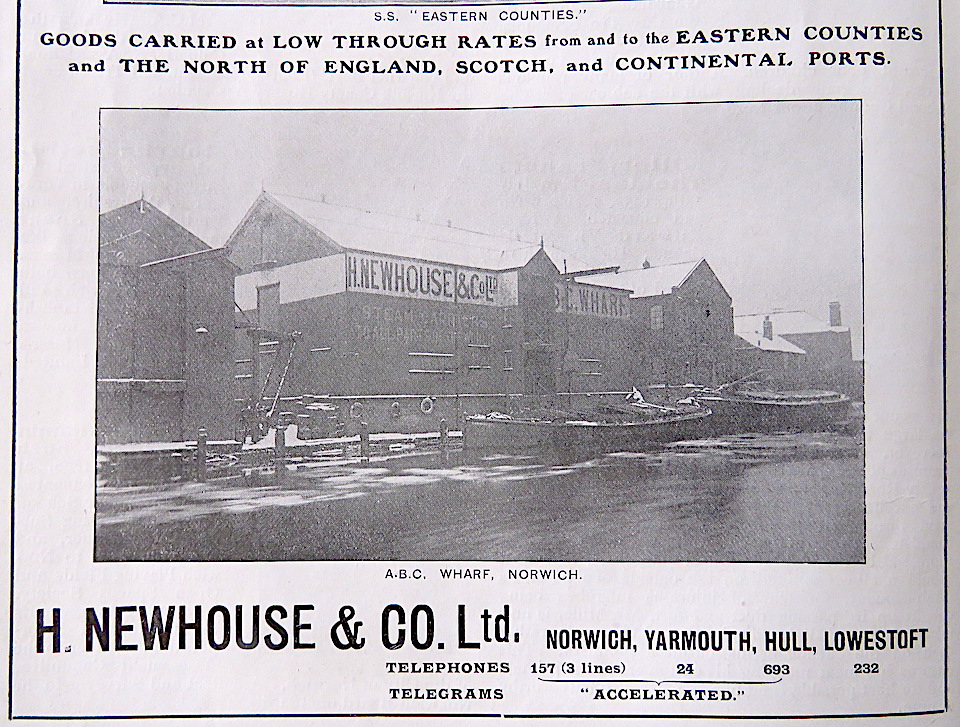 S.S. "EASTERN COUNTIES."
GOODS CARRIED at LOW THROUGH RATES from and to the EASTERN COUNTIES
and THE NORTH OF ENGLAND, SCOTCH, and CONTINENTAL PORTS.
H. NEWHOUSE & Co LTD
B.C. WHARF
A.B.C. WHARF, NORWICH.
H. NEWHOUSE & CO. Ltd. NORWICH, YARMOUTH, HULL, LOWESTOFT
TELEPHONES 157 (3 lines) 24 693 232
TELEGRAMS "ACCELERATED."